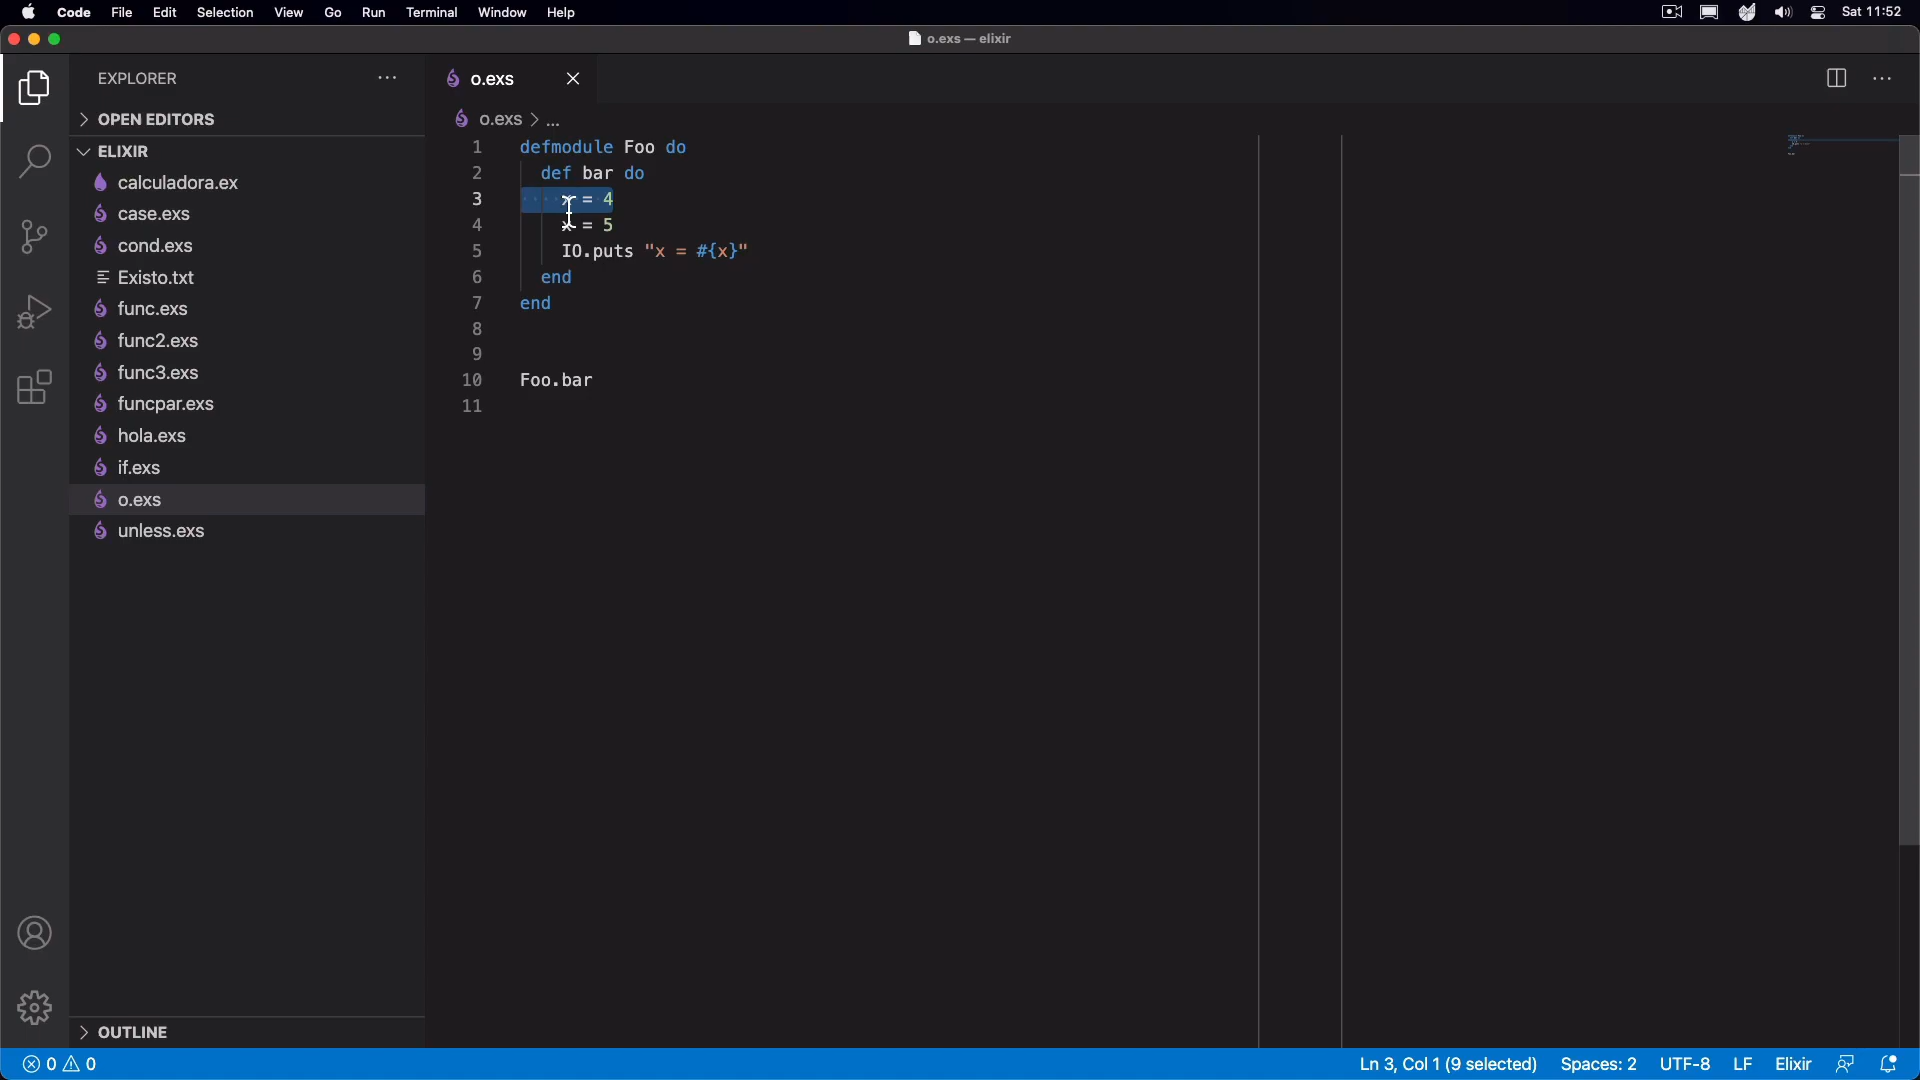 Code File Edit Selection View Go Run Terminal Window Help Sat 11:52
o.exs — elixir
EXPLORER
OPEN EDITORS
ELIXIR
calculadora.ex
case.exs
cond.exs
Existo.txt
func.exs
func2.exs
func3.exs
funcpar.exs
hola.exs
if.exs
o.exs
unless.exs
OUTLINE
o.exs
o.exs > ...
1 defmodule Foo do
2 def bar do
3 x = 4
4 x = 5
5 IO.puts "x = #{x}"
6 end
7 end
8
9
10 Foo.bar
11
0 0 Ln 3, Col 1 (9 selected) Spaces: 2 UTF-8 LF Elixir